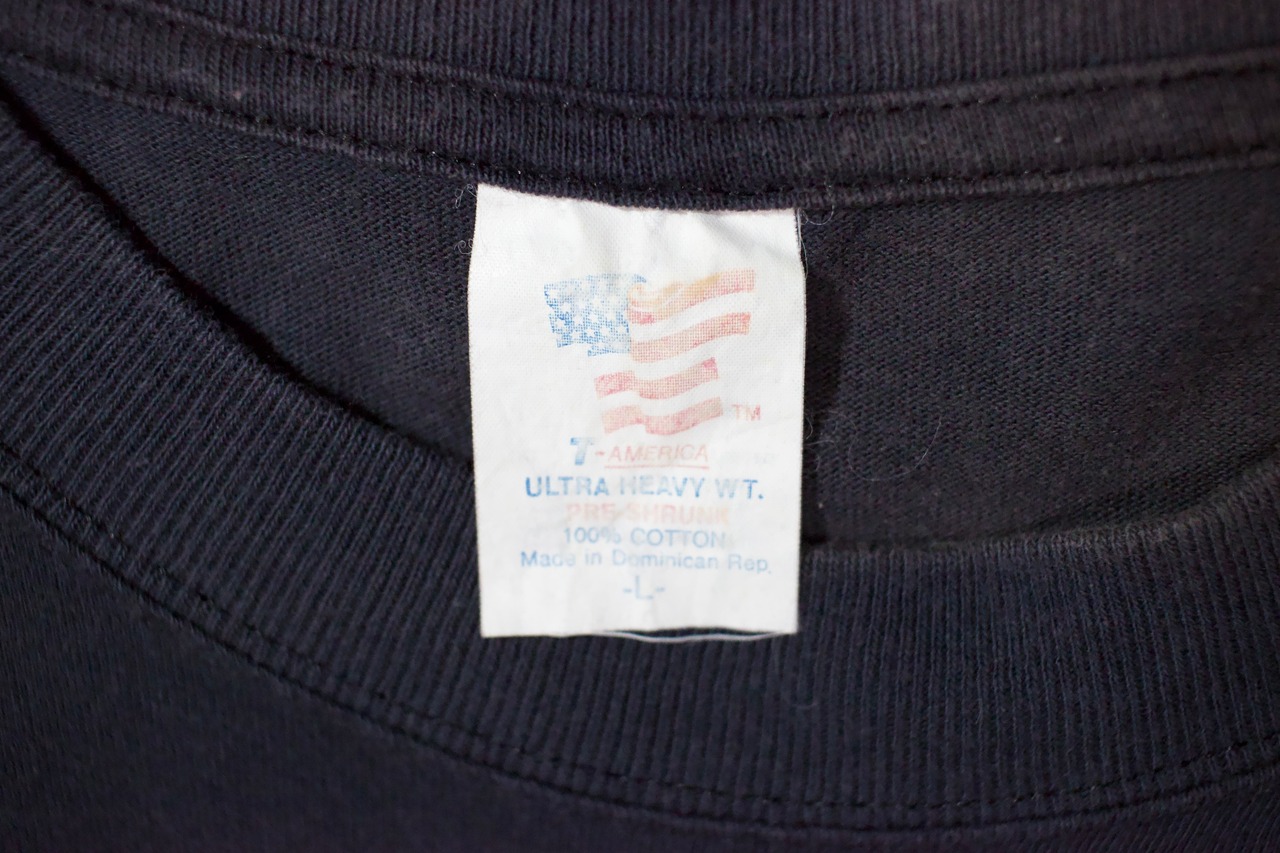 TM
T-AMERICA
ULTRA HEAVY WT.
PRE-SHRUNK
100% COTTON
Made in Dominican Rep.
-L-